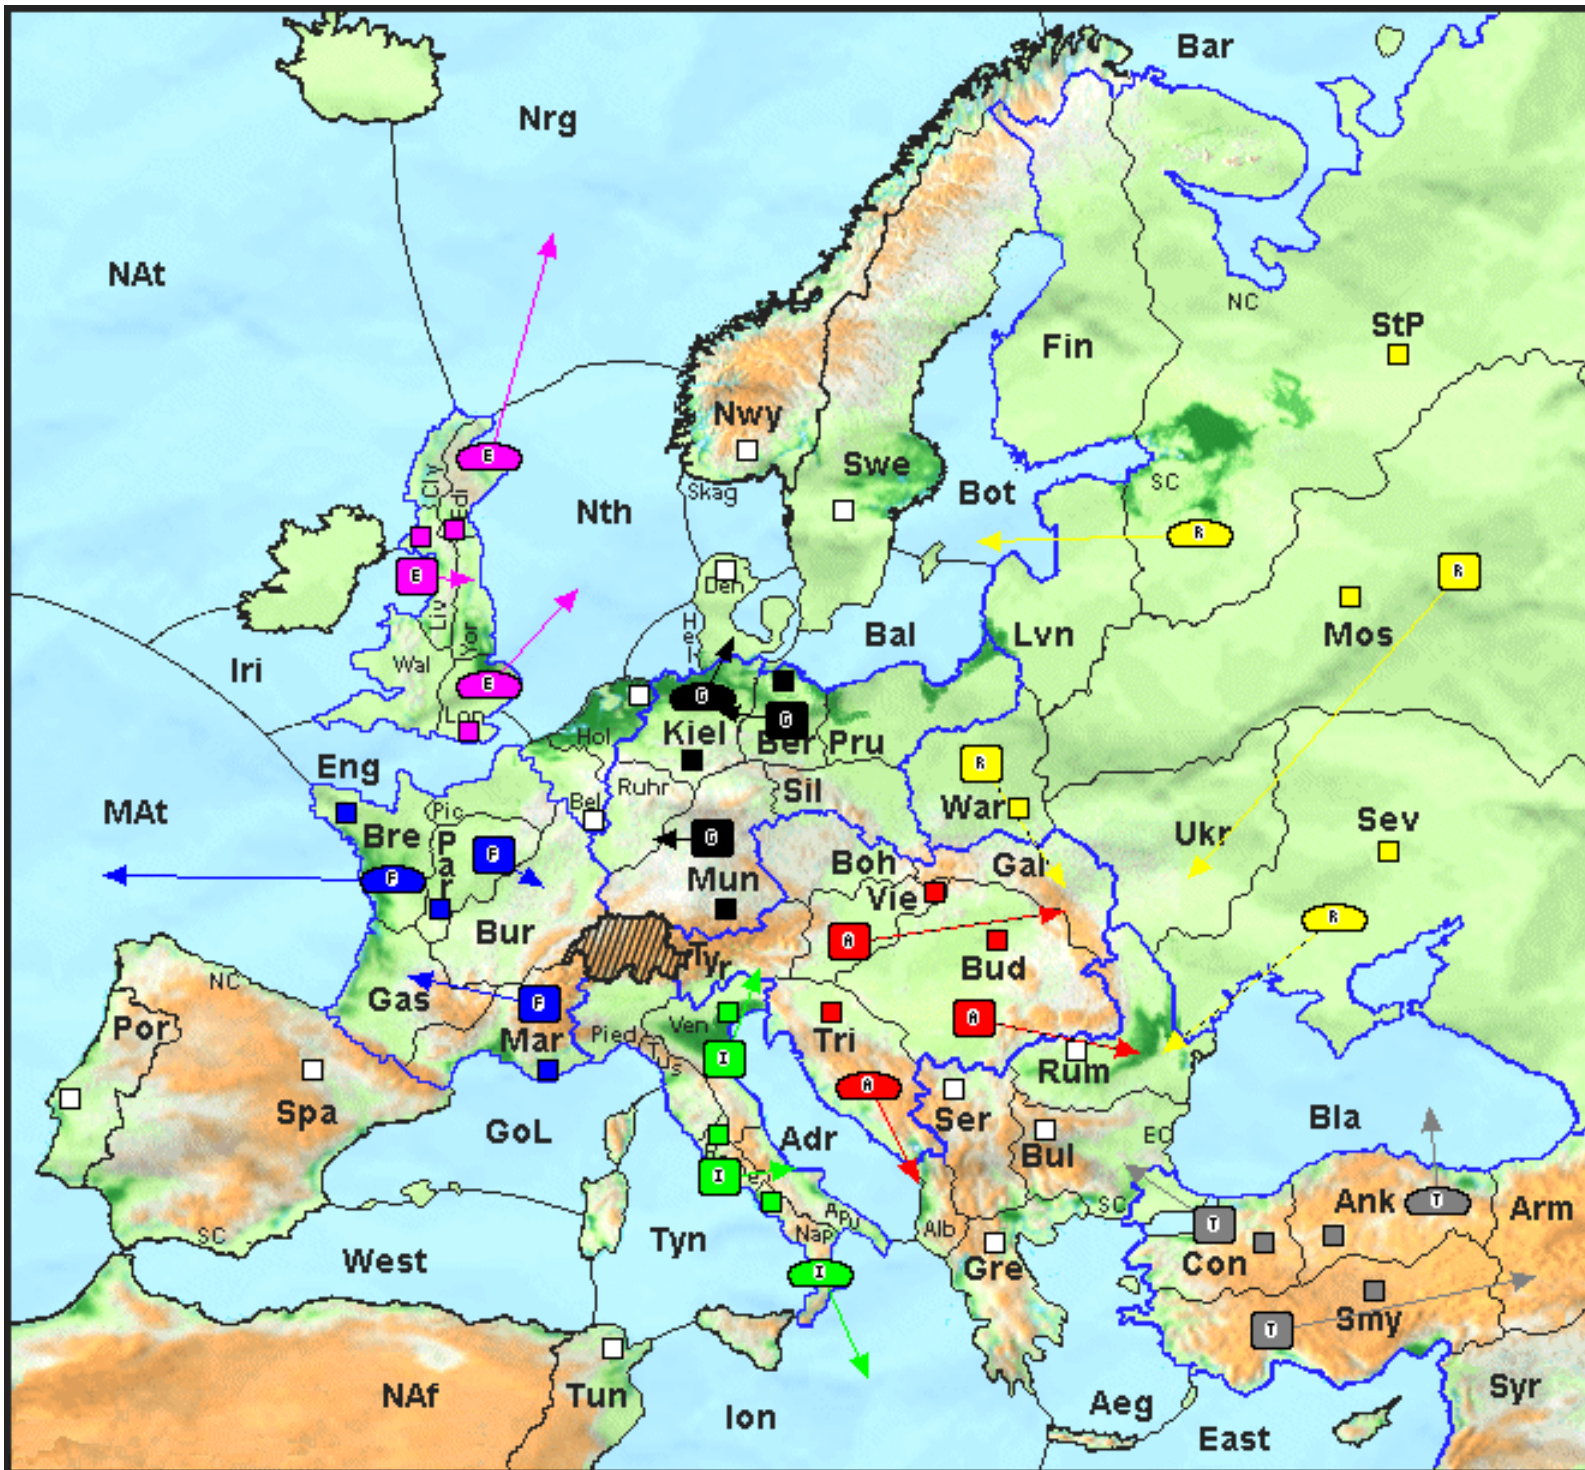 Bar
Nrg
NAt
NC
StP
Fin
Nwy
Swe
SC
Skag
Bot
Nth
E
Cly
Edl
R
R
Den
E
Liv
Yor
Hel
Bal
Lvn
Mos
Iri
Wal
E
Lon
G
G
Hol
Kiel
Ber
Pru
Eng
R
Ruhr
Sil
War
MAt
Pic
Bel
Bre
Par
F
G
Ukr
Sev
Boh
Gal
F
Mun
Vie
R
Bur
A
Bud
Tyr
NC
Gas
F
A
Por
Mar
Pied
Ven
Tri
Tus
I
Rum
Spa
A
Ser
GoL
Adr
Bla
Bul
EC
I
Ank
T
Arm
SC
SC
Apu
Nap
Alb
T
Tyn
West
Con
Gre
I
Smy
T
NAf
Tun
Ion
Aeg
Syr
East